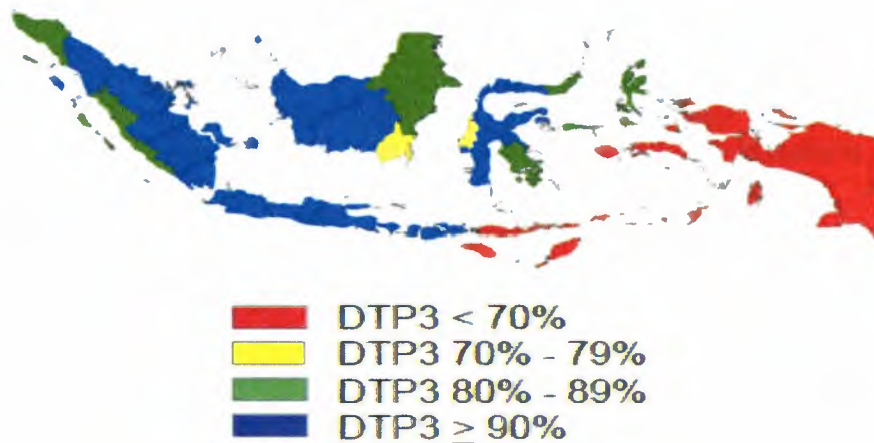 DTP3 < 70%
DTP3 70% - 79%
DTP3 80% - 89%
DTP3 ≥ 90%